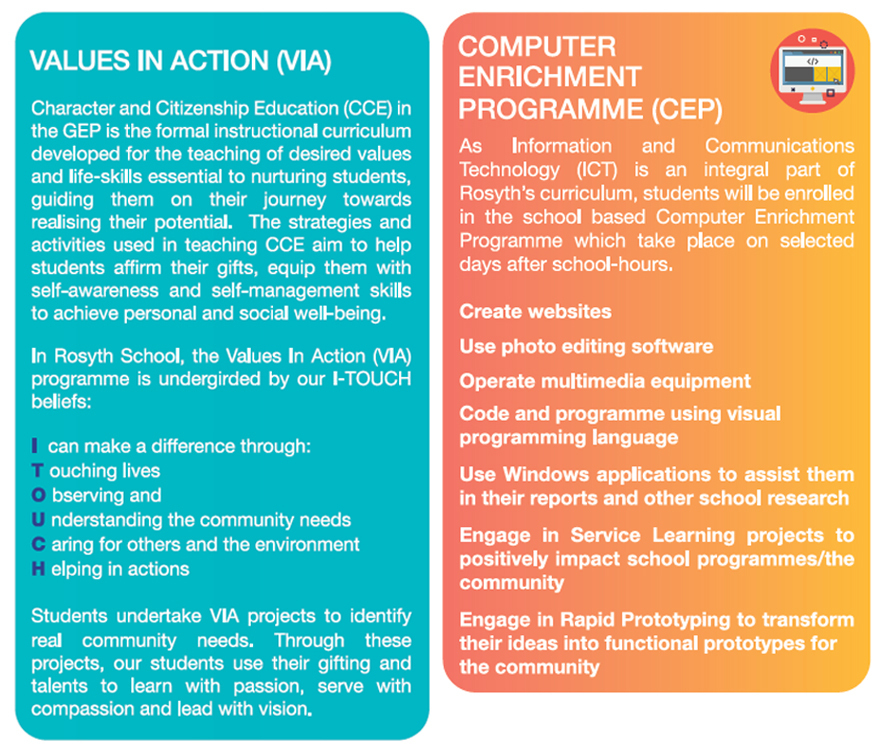 VALUES IN ACTION (VIA)
Character and Citizenship Education (CCE) in
the GEP is the formal instructional curriculum
developed for the teaching of desired values
and life-skills essential to nurturing students,
guiding them on their journey towards
realising their potential. The strategies and
activities used in teaching CCE aim to help
students affirm their gifts, equip them with
self-awareness and self-management skills
to achieve personal and social well-being.
In Rosyth School, the Values In Action (VIA)
programme is undergirded by our I-TOUCH
beliefs:
I can make a difference through:
T ouching lives
O bserving and
U nderstanding the community needs
C aring for others and the environment
H elping in actions
Students undertake VIA projects to identify
real community needs. Through these
projects, our students use their gifting and
talents to learn with passion, serve with
compassion and lead with vision.
COMPUTER
ENRICHMENT
PROGRAMME (CEP)
</>
As Information and Communications
Technology (ICT) is an integral part of
Rosyth's curriculum, students will be enrolled
in the school based Computer Enrichment
Programme which take place on selected
days after school-hours.
Create websites
Use photo editing software
Operate multimedia equipment
Code and programme using visual
programming language
Use Windows applications to assist them
in their reports and other school research
Engage in Service Learning projects to
positively impact school programmes/the
community
Engage in Rapid Prototyping to transform
their ideas into functional prototypes for
the community